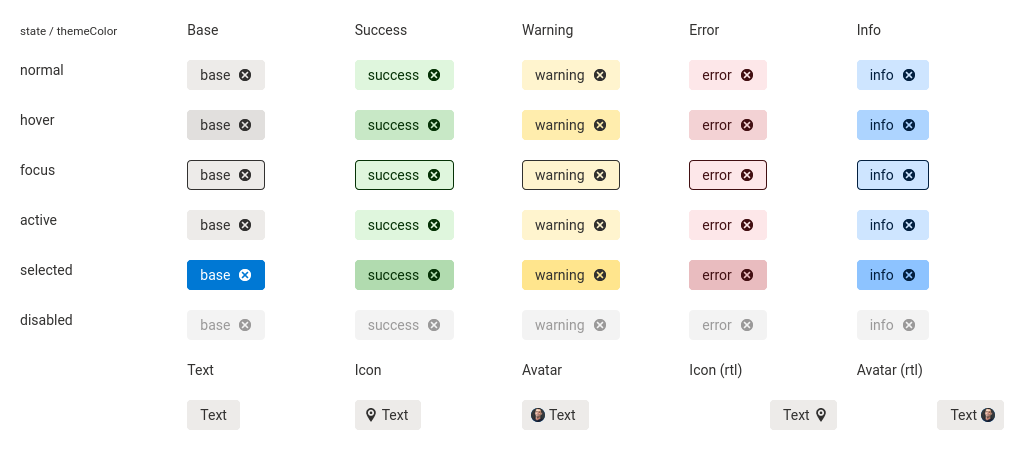 state / themeColor Base Success Warning Error Info
normal base success warning error info
hover base success warning error info
focus base success warning error info
active base success warning error info
selected base success warning error info
disabled base success warning error info
Text Icon Avatar Icon (rtl) Avatar (rtl)
Text Text Text Text Text